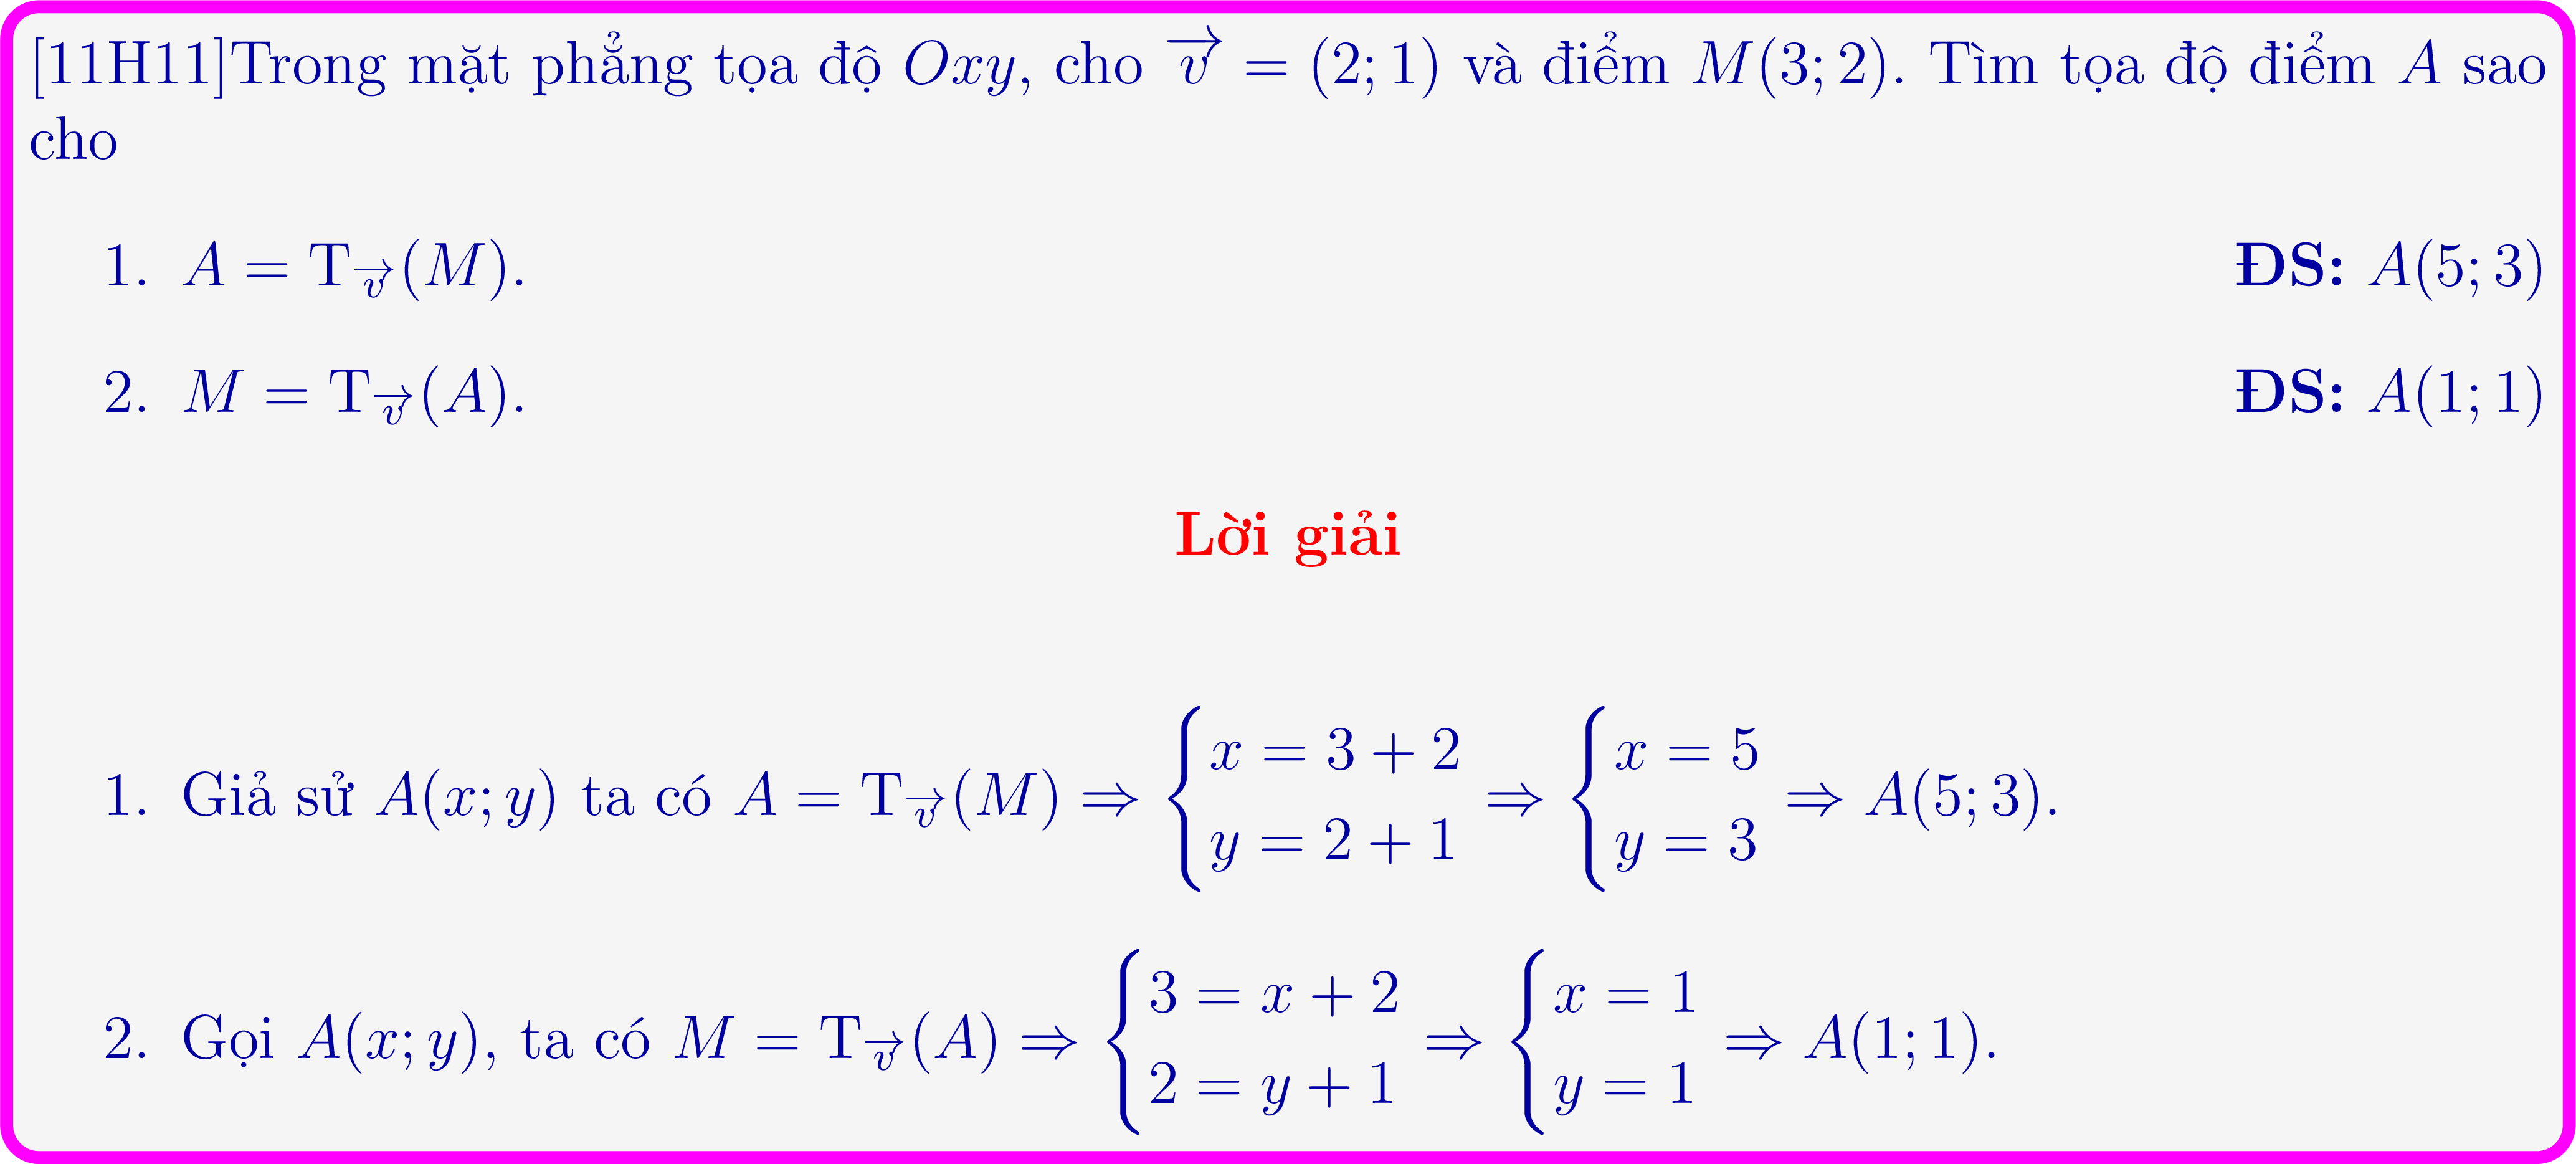 [11H11]Trong mặt phẳng tọa độ $Oxy$, cho $\overrightarrow{v} = (2; 1)$ và điểm $M(3; 2)$. Tìm tọa độ điểm $A$ sao
cho
1. $A = \mathrm{T}_{\overrightarrow{v}}(M)$. **ĐS:** $A(5; 3)$
2. $M = \mathrm{T}_{\overrightarrow{v}}(A)$. **ĐS:** $A(1; 1)$
**Lời giải**
1. Giả sử $A(x; y)$ ta có $A = \mathrm{T}_{\overrightarrow{v}}(M) \Rightarrow \begin{cases} x = 3 + 2 \\ y = 2 + 1 \end{cases} \Rightarrow \begin{cases} x = 5 \\ y = 3 \end{cases} \Rightarrow A(5; 3)$.
2. Gọi $A(x; y)$, ta có $M = \mathrm{T}_{\overrightarrow{v}}(A) \Rightarrow \begin{cases} 3 = x + 2 \\ 2 = y + 1 \end{cases} \Rightarrow \begin{cases} x = 1 \\ y = 1 \end{cases} \Rightarrow A(1; 1)$.